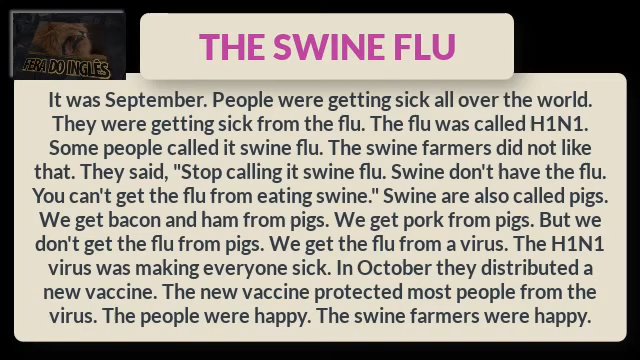 FERA DO INGLÊS
THE SWINE FLU
It was September. People were getting sick all over the world.
They were getting sick from the flu. The flu was called H1N1.
Some people called it swine flu. The swine farmers did not like
that. They said, "Stop calling it swine flu. Swine don't have the flu.
You can't get the flu from eating swine." Swine are also called pigs.
We get bacon and ham from pigs. We get pork from pigs. But we
don't get the flu from pigs. We get the flu from a virus. The H1N1
virus was making everyone sick. In October they distributed a
new vaccine. The new vaccine protected most people from the
virus. The people were happy. The swine farmers were happy.